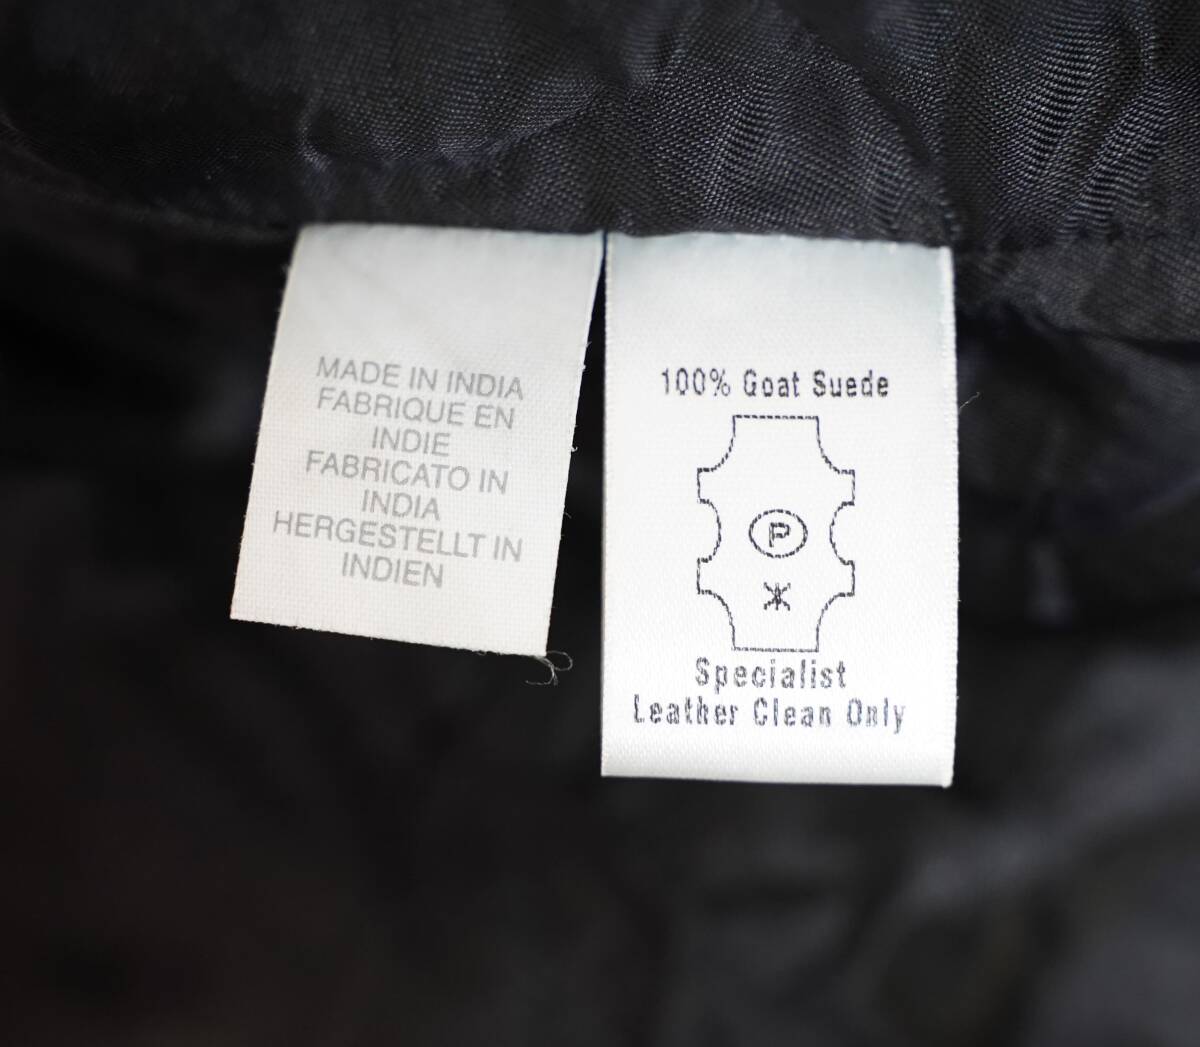 MADE IN INDIA
FABRIQUE EN
INDIE
FABRICATO IN
INDIA
HERGESTELLT IN
INDIEN
100% Goat Suede
P
Specialist
Leather Clean Only